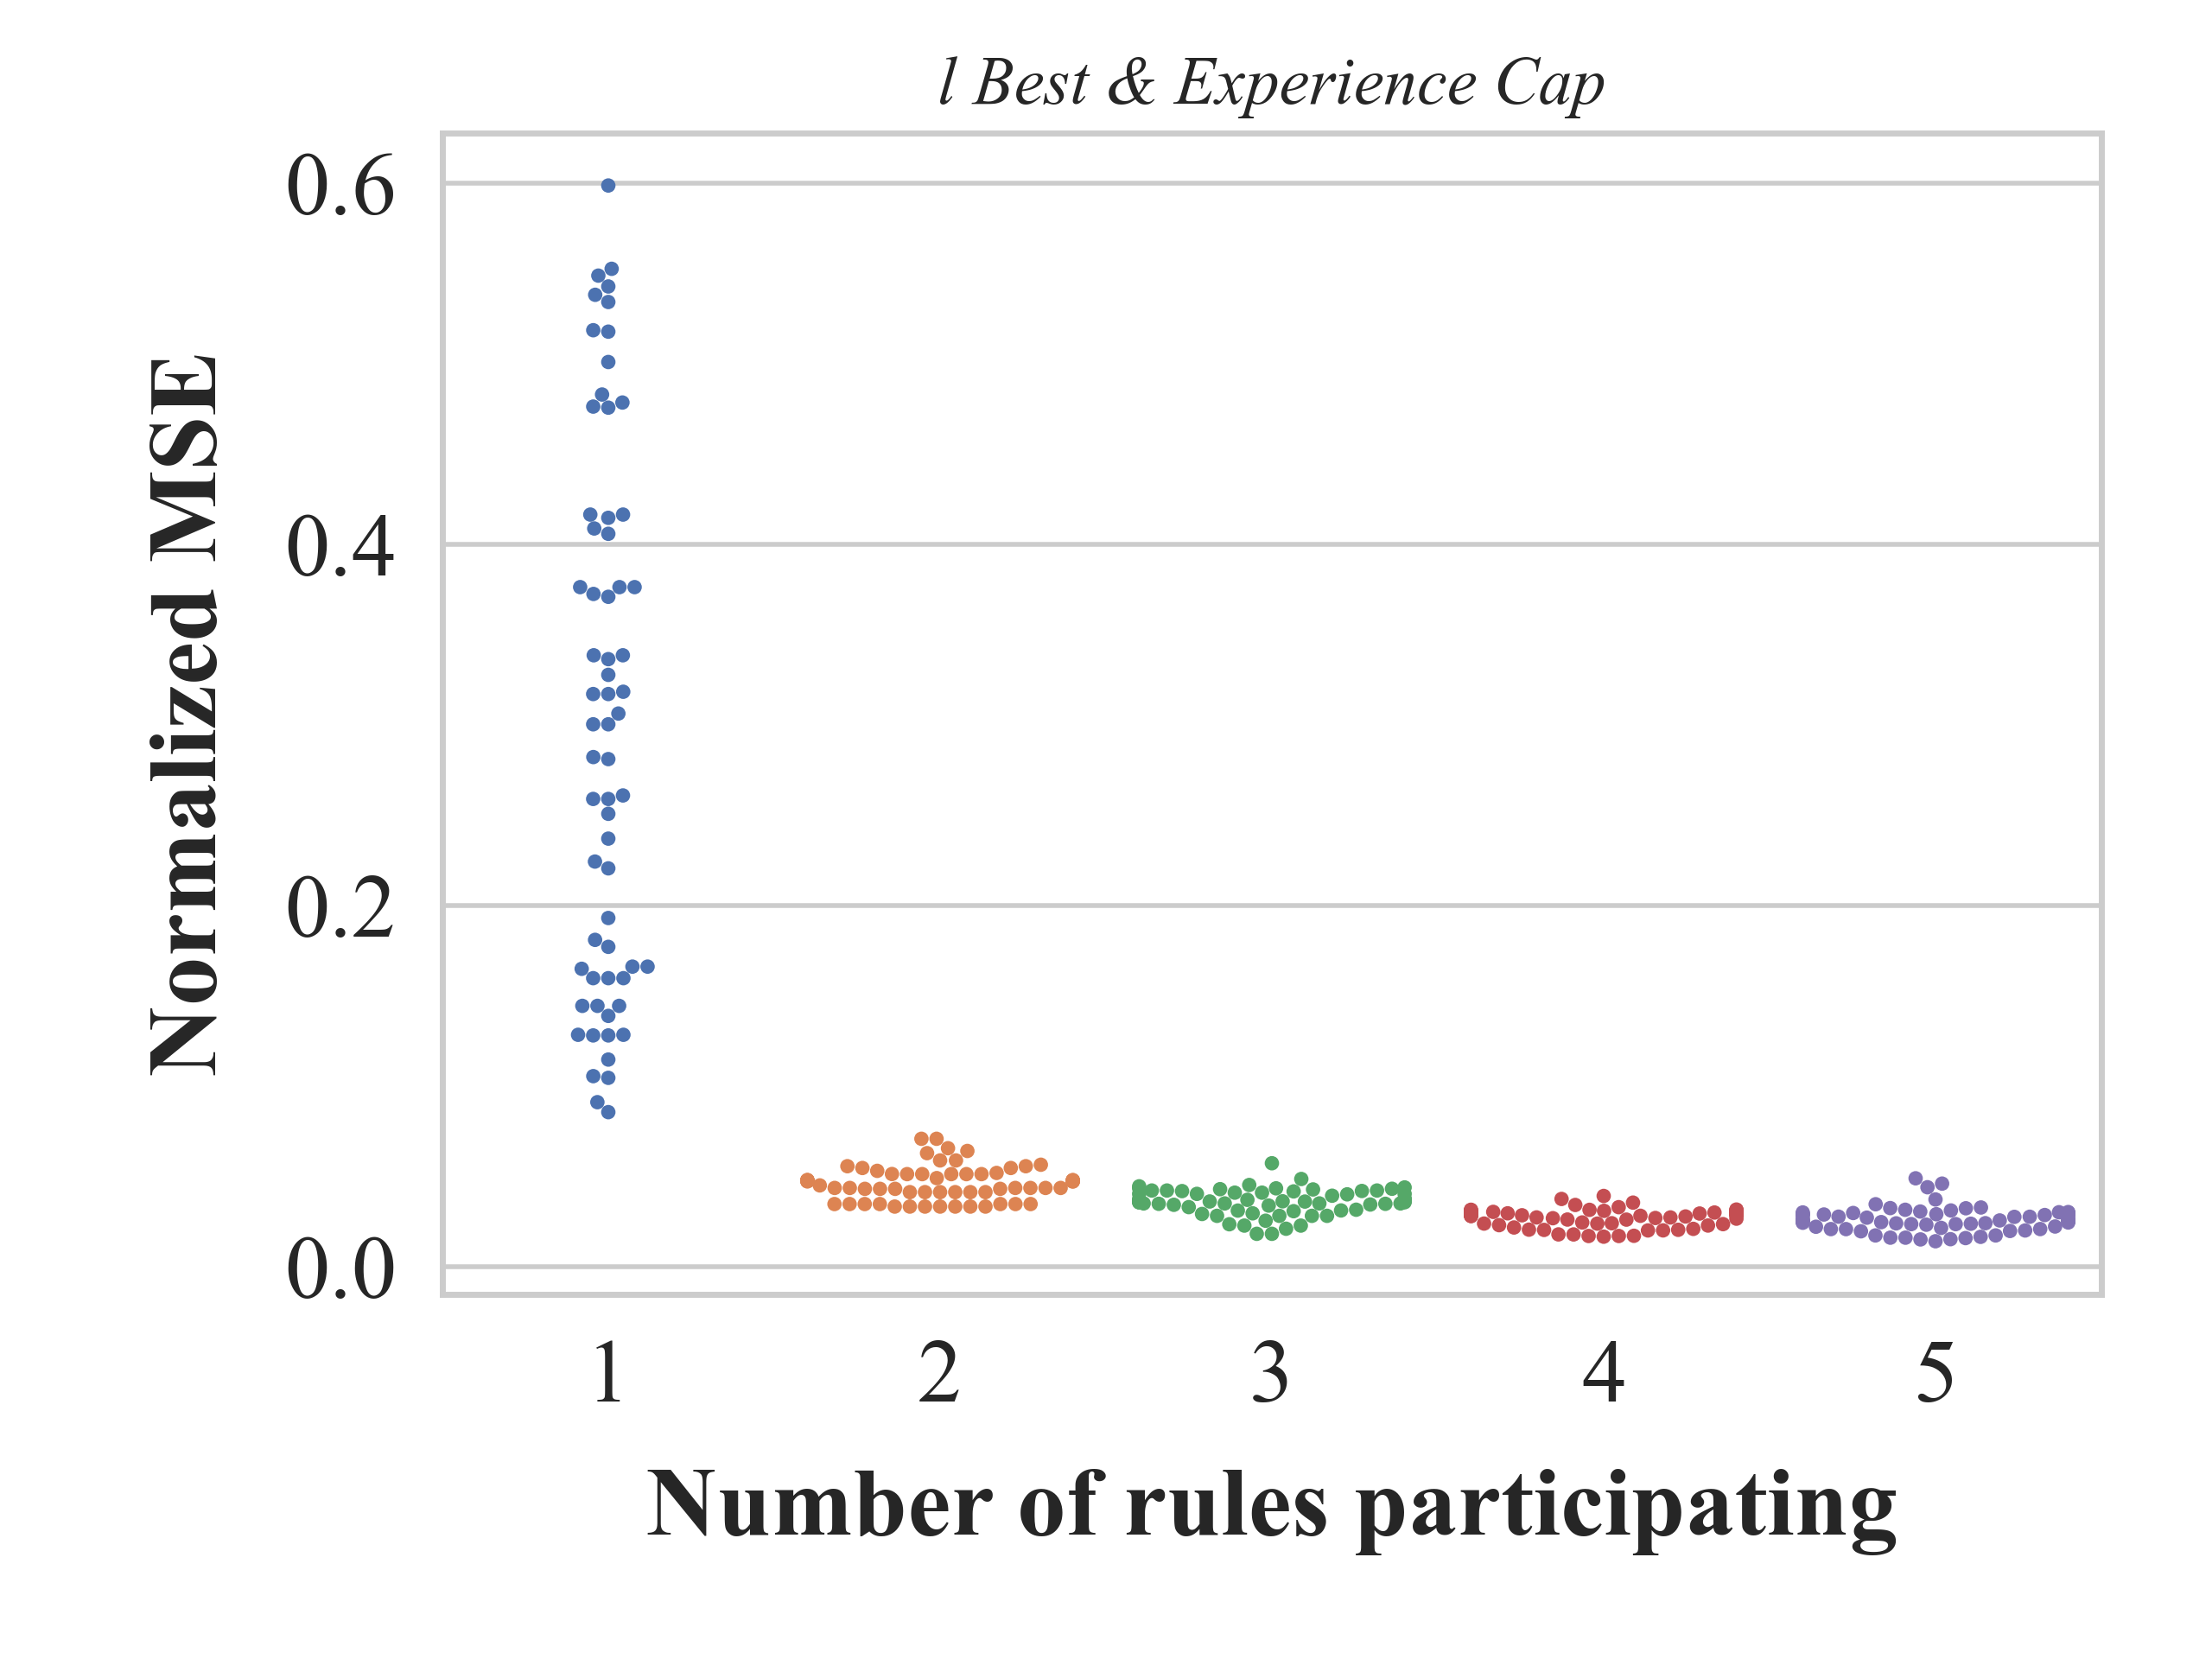 l Best & Experience Cap
0.6
0.4
0.2
0.0
Normalized MSE
1 2 3 4 5
Number of rules participating